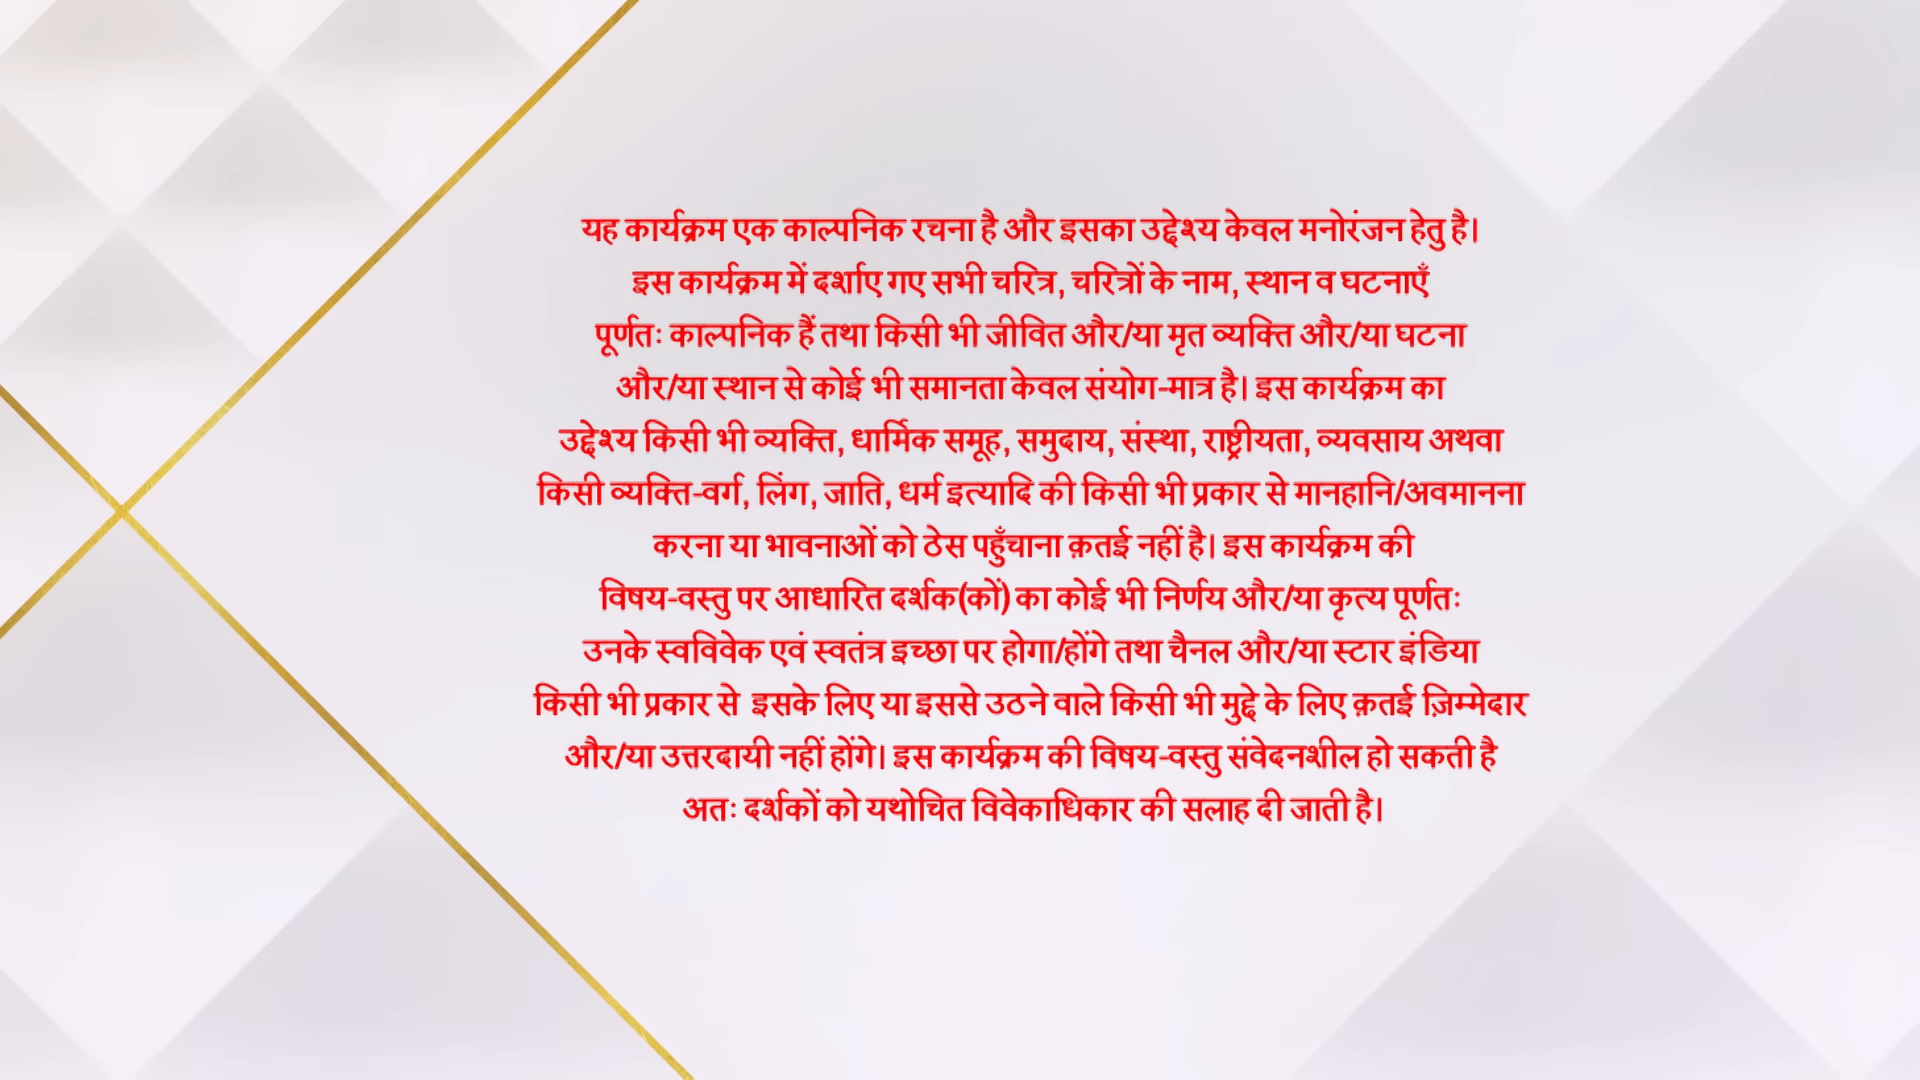 यह कार्यक्रम एक काल्पनिक रचना है और इसका उद्देश्य केवल मनोरंजन हेतु है।
इस कार्यक्रम में दर्शाए गए सभी चरित्र, चरित्रों के नाम, स्थान व घटनाएँ
पूर्णतः काल्पनिक हैं तथा किसी भी जीवित और/या मृत व्यक्ति और/या घटना
और/या स्थान से कोई भी समानता केवल संयोग-मात्र है। इस कार्यक्रम का
उद्देश्य किसी भी व्यक्ति, धार्मिक समूह, समुदाय, संस्था, राष्ट्रीयता, व्यवसाय अथवा
किसी व्यक्ति-वर्ग, लिंग, जाति, धर्म इत्यादि की किसी भी प्रकार से मानहानि/अवमानना
करना या भावनाओं को ठेस पहुँचाना क़तई नहीं है। इस कार्यक्रम की
विषय-वस्तु पर आधारित दर्शक(कों) का कोई भी निर्णय और/या कृत्य पूर्णतः
उनके स्वविवेक एवं स्वतंत्र इच्छा पर होगा/होंगे तथा चैनल और/या स्टार इंडिया
किसी भी प्रकार से इसके लिए या इससे उठने वाले किसी भी मुद्दे के लिए क़तई ज़िम्मेदार
और/या उत्तरदायी नहीं होंगे। इस कार्यक्रम की विषय-वस्तु संवेदनशील हो सकती है
अतः दर्शकों को यथोचित विवेकाधिकार की सलाह दी जाती है।